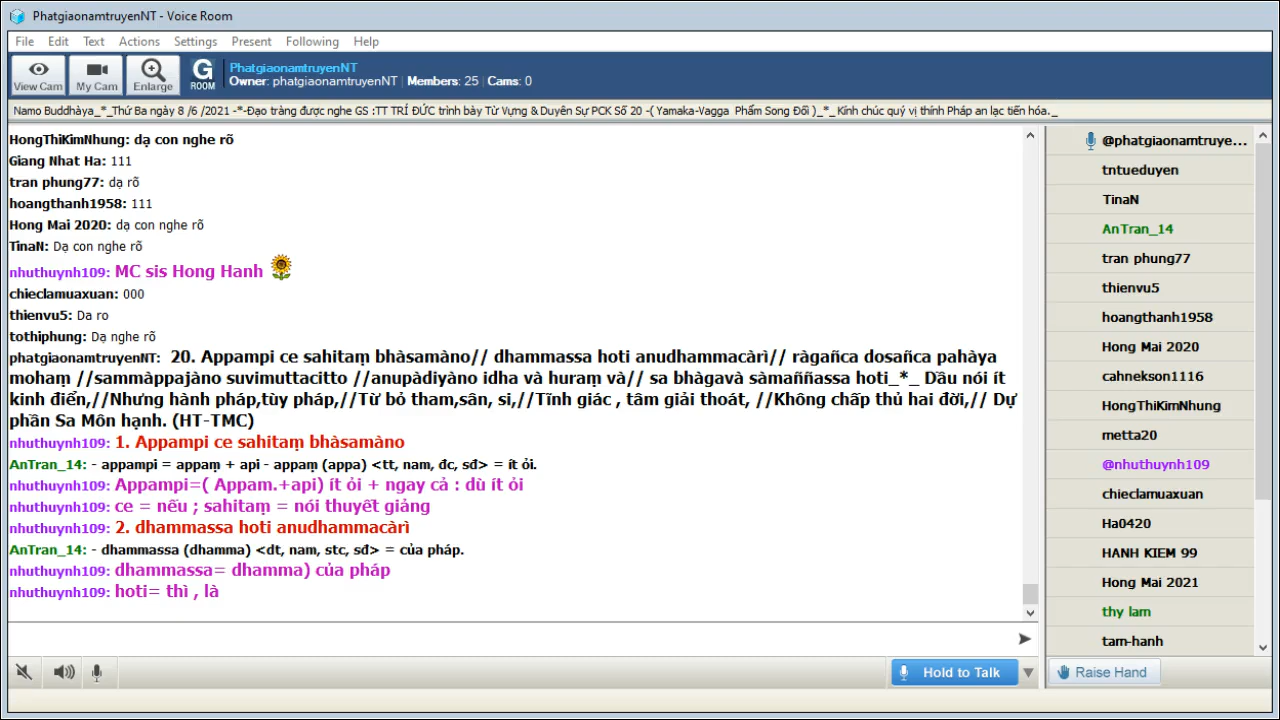 PhatgiaonamtruyenNT - Voice Room
File Edit Text Actions Settings Present Following Help
View Cam
My Cam
Enlarge
G
ROOM
PhatgiaonamtruyenNT
Owner: phatgiaonamtruyenNT Members: 25 Cams: 0
Namo Buddhàya_*_Thứ Ba ngày 8 /6 /2021 -*-Đạo tràng được nghe GS :TT TRÍ ĐỨC trình bày Từ Vựng & Duyên Sự PCK Số 20 -( Yamaka-Vagga Phẩm Song Đối )_*_ Kính chúc quý vị thính Pháp an lạc tiến hóa._
HongThiKimNhung: dạ con nghe rõ
Giang Nhat Ha: 111
tran phung77: dạ rõ
hoangthanh1958: 111
Hong Mai 2020: dạ con nghe rõ
TinaN: Dạ con nghe rõ
nhuthuynh109: MC sis Hong Hanh
chieclamuaxuan: 000
thienvu5: Da ro
tothiphung: Dạ nghe rõ
phatgiaonamtruyenNT: 20. Appampi ce sahitaṃ bhàsamàno// dhammassa hoti anudhammacàrì// ràgañca dosañca pahàya
mohaṃ //sammàppajàno suvimuttacitto //anupàdiyàno idha và huraṃ và// sa bhàgavà sàmaññassa hoti_*_ Dầu nói ít
kinh điển,//Nhưng hành pháp,tùy pháp,//Từ bỏ tham,sân, si,//Tĩnh giác , tâm giải thoát, //Không chấp thủ hai đời,// Dự
phần Sa Môn hạnh. (HT-TMC)
nhuthuynh109: 1. Appampi ce sahitaṃ bhàsamàno
AnTran_14: - appampi = appaṃ + api - appaṃ (appa) <tt, nam, đc, sđ> = ít ỏi.
nhuthuynh109: Appampi=( Appam.+api) ít ỏi + ngay cả : dù ít ỏi
nhuthuynh109: ce = nếu ; sahitaṃ = nói thuyết giảng
nhuthuynh109: 2. dhammassa hoti anudhammacàrì
AnTran_14: - dhammassa (dhamma) <dt, nam, stc, sđ> = của pháp.
nhuthuynh109: dhammassa= dhamma) của pháp
nhuthuynh109: hoti= thì , là
Hold to Talk
@phatgiaonamtruye...
tntueduyen
TinaN
AnTran_14
tran phung77
thienvu5
hoangthanh1958
Hong Mai 2020
cahnekson1116
HongThiKimNhung
metta20
@nhuthuynh109
chieclamuaxuan
Ha0420
HANH KIEM 99
Hong Mai 2021
thy lam
tam-hanh
Raise Hand